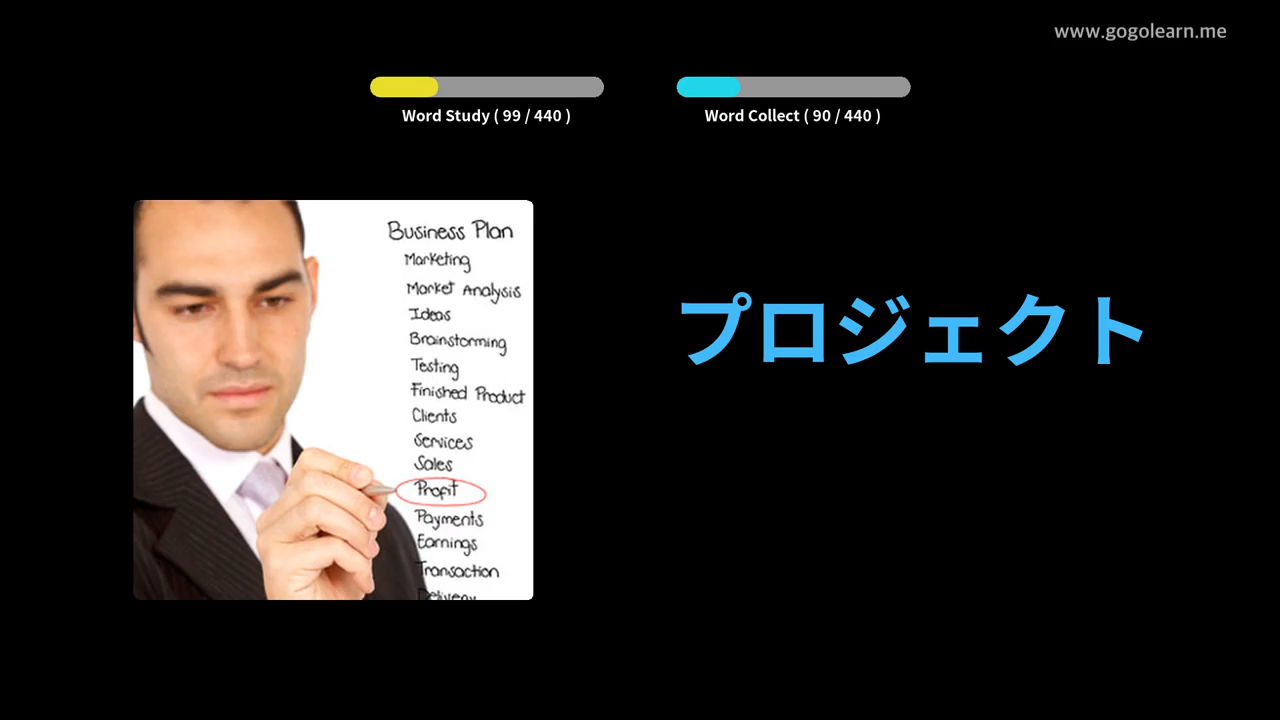 www.gogolearn.me
Word Study ( 99 / 440 )
Word Collect ( 90 / 440 )
Business Plan
Marketing
Market Analysis
Ideas
Brainstorming
Testing
Finished Product
Clients
Services
Sales
Profit
Payments
Earnings
Transaction
Delivery
プロジェクト